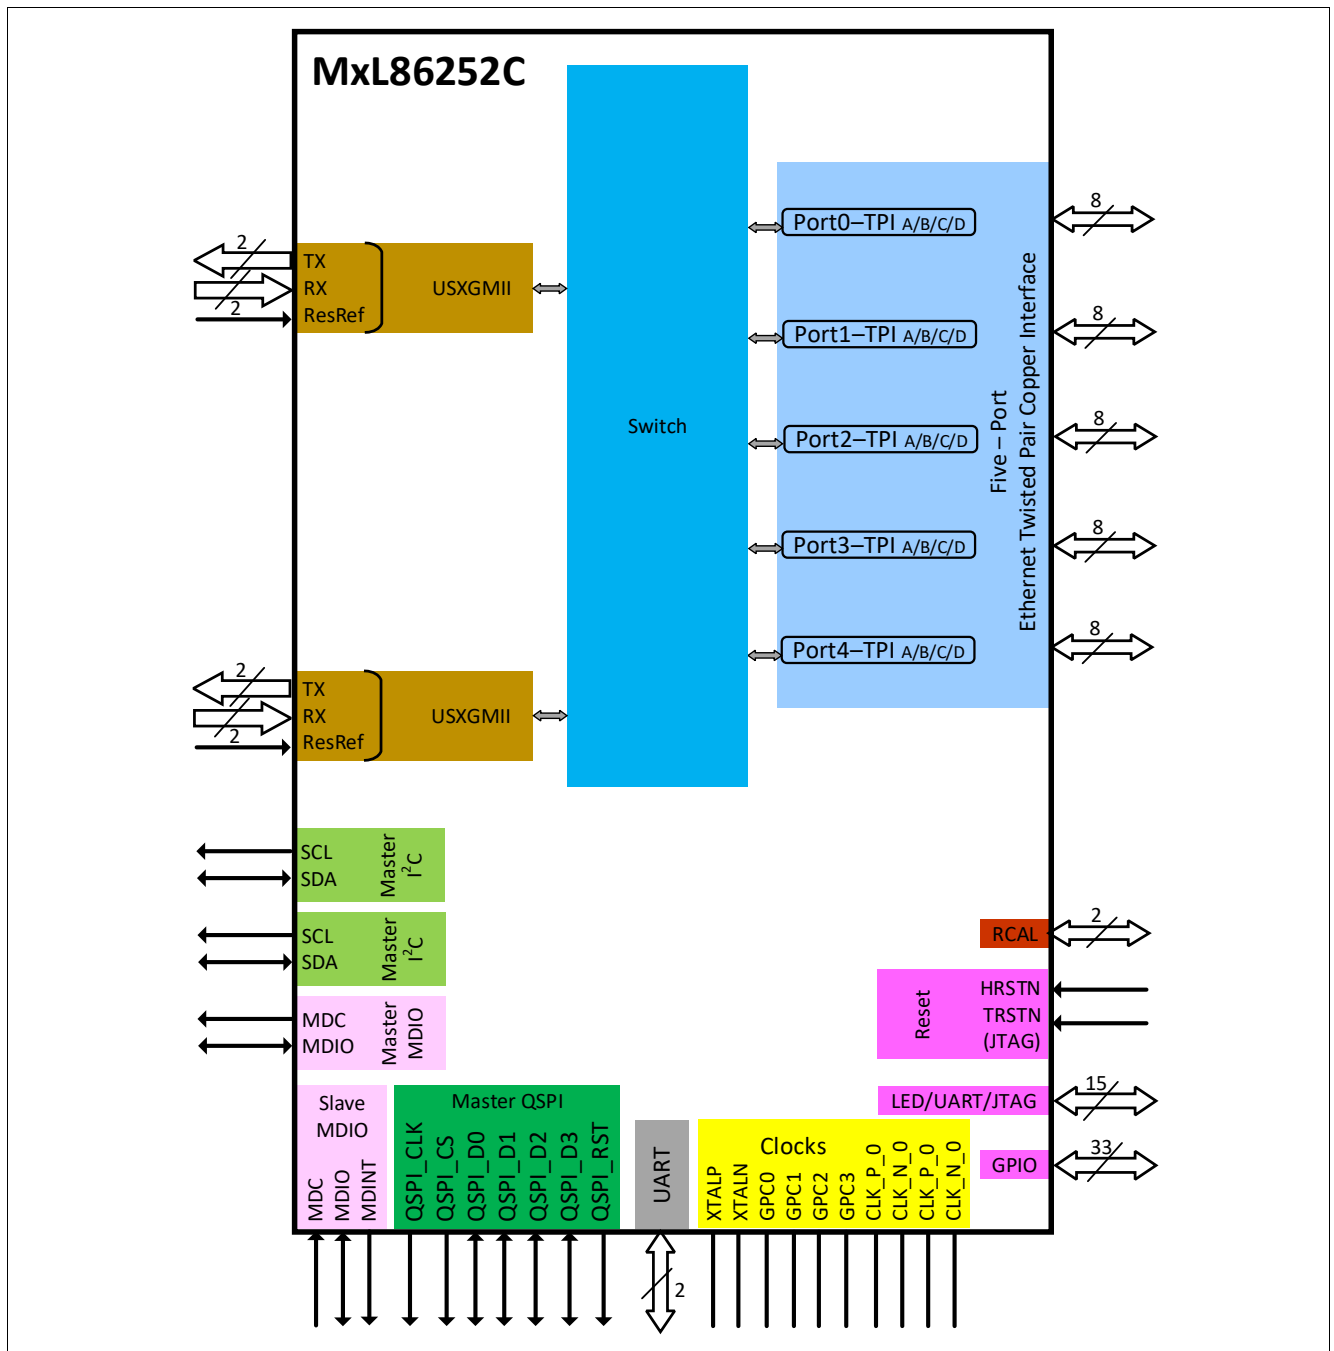 MxL86252C
2
TX
RX
ResRef
2
USXGMII
Switch
Port0–TPI A/B/C/D
Port1–TPI A/B/C/D
Port2–TPI A/B/C/D
Port3–TPI A/B/C/D
Port4–TPI A/B/C/D
Five – Port
Ethernet Twisted Pair Copper Interface
8
8
8
8
8
2
TX
RX
ResRef
2
USXGMII
SCL
SDA
Master
I²C
SCL
SDA
Master
I²C
MDC
MDIO
Master
MDIO
RCAL
2
Reset
HRSTN
TRSTN
(JTAG)
LED/UART/JTAG
15
GPIO
33
Slave
MDIO
MDC
MDIO
MDINT
Master QSPI
QSPI_CLK
QSPI_CS
QSPI_D0
QSPI_D1
QSPI_D2
QSPI_D3
QSPI_RST
UART
2
Clocks
XTALP
XTALN
GPC0
GPC1
GPC2
GPC3
CLK_P_0
CLK_N_0
CLK_P_0
CLK_N_0